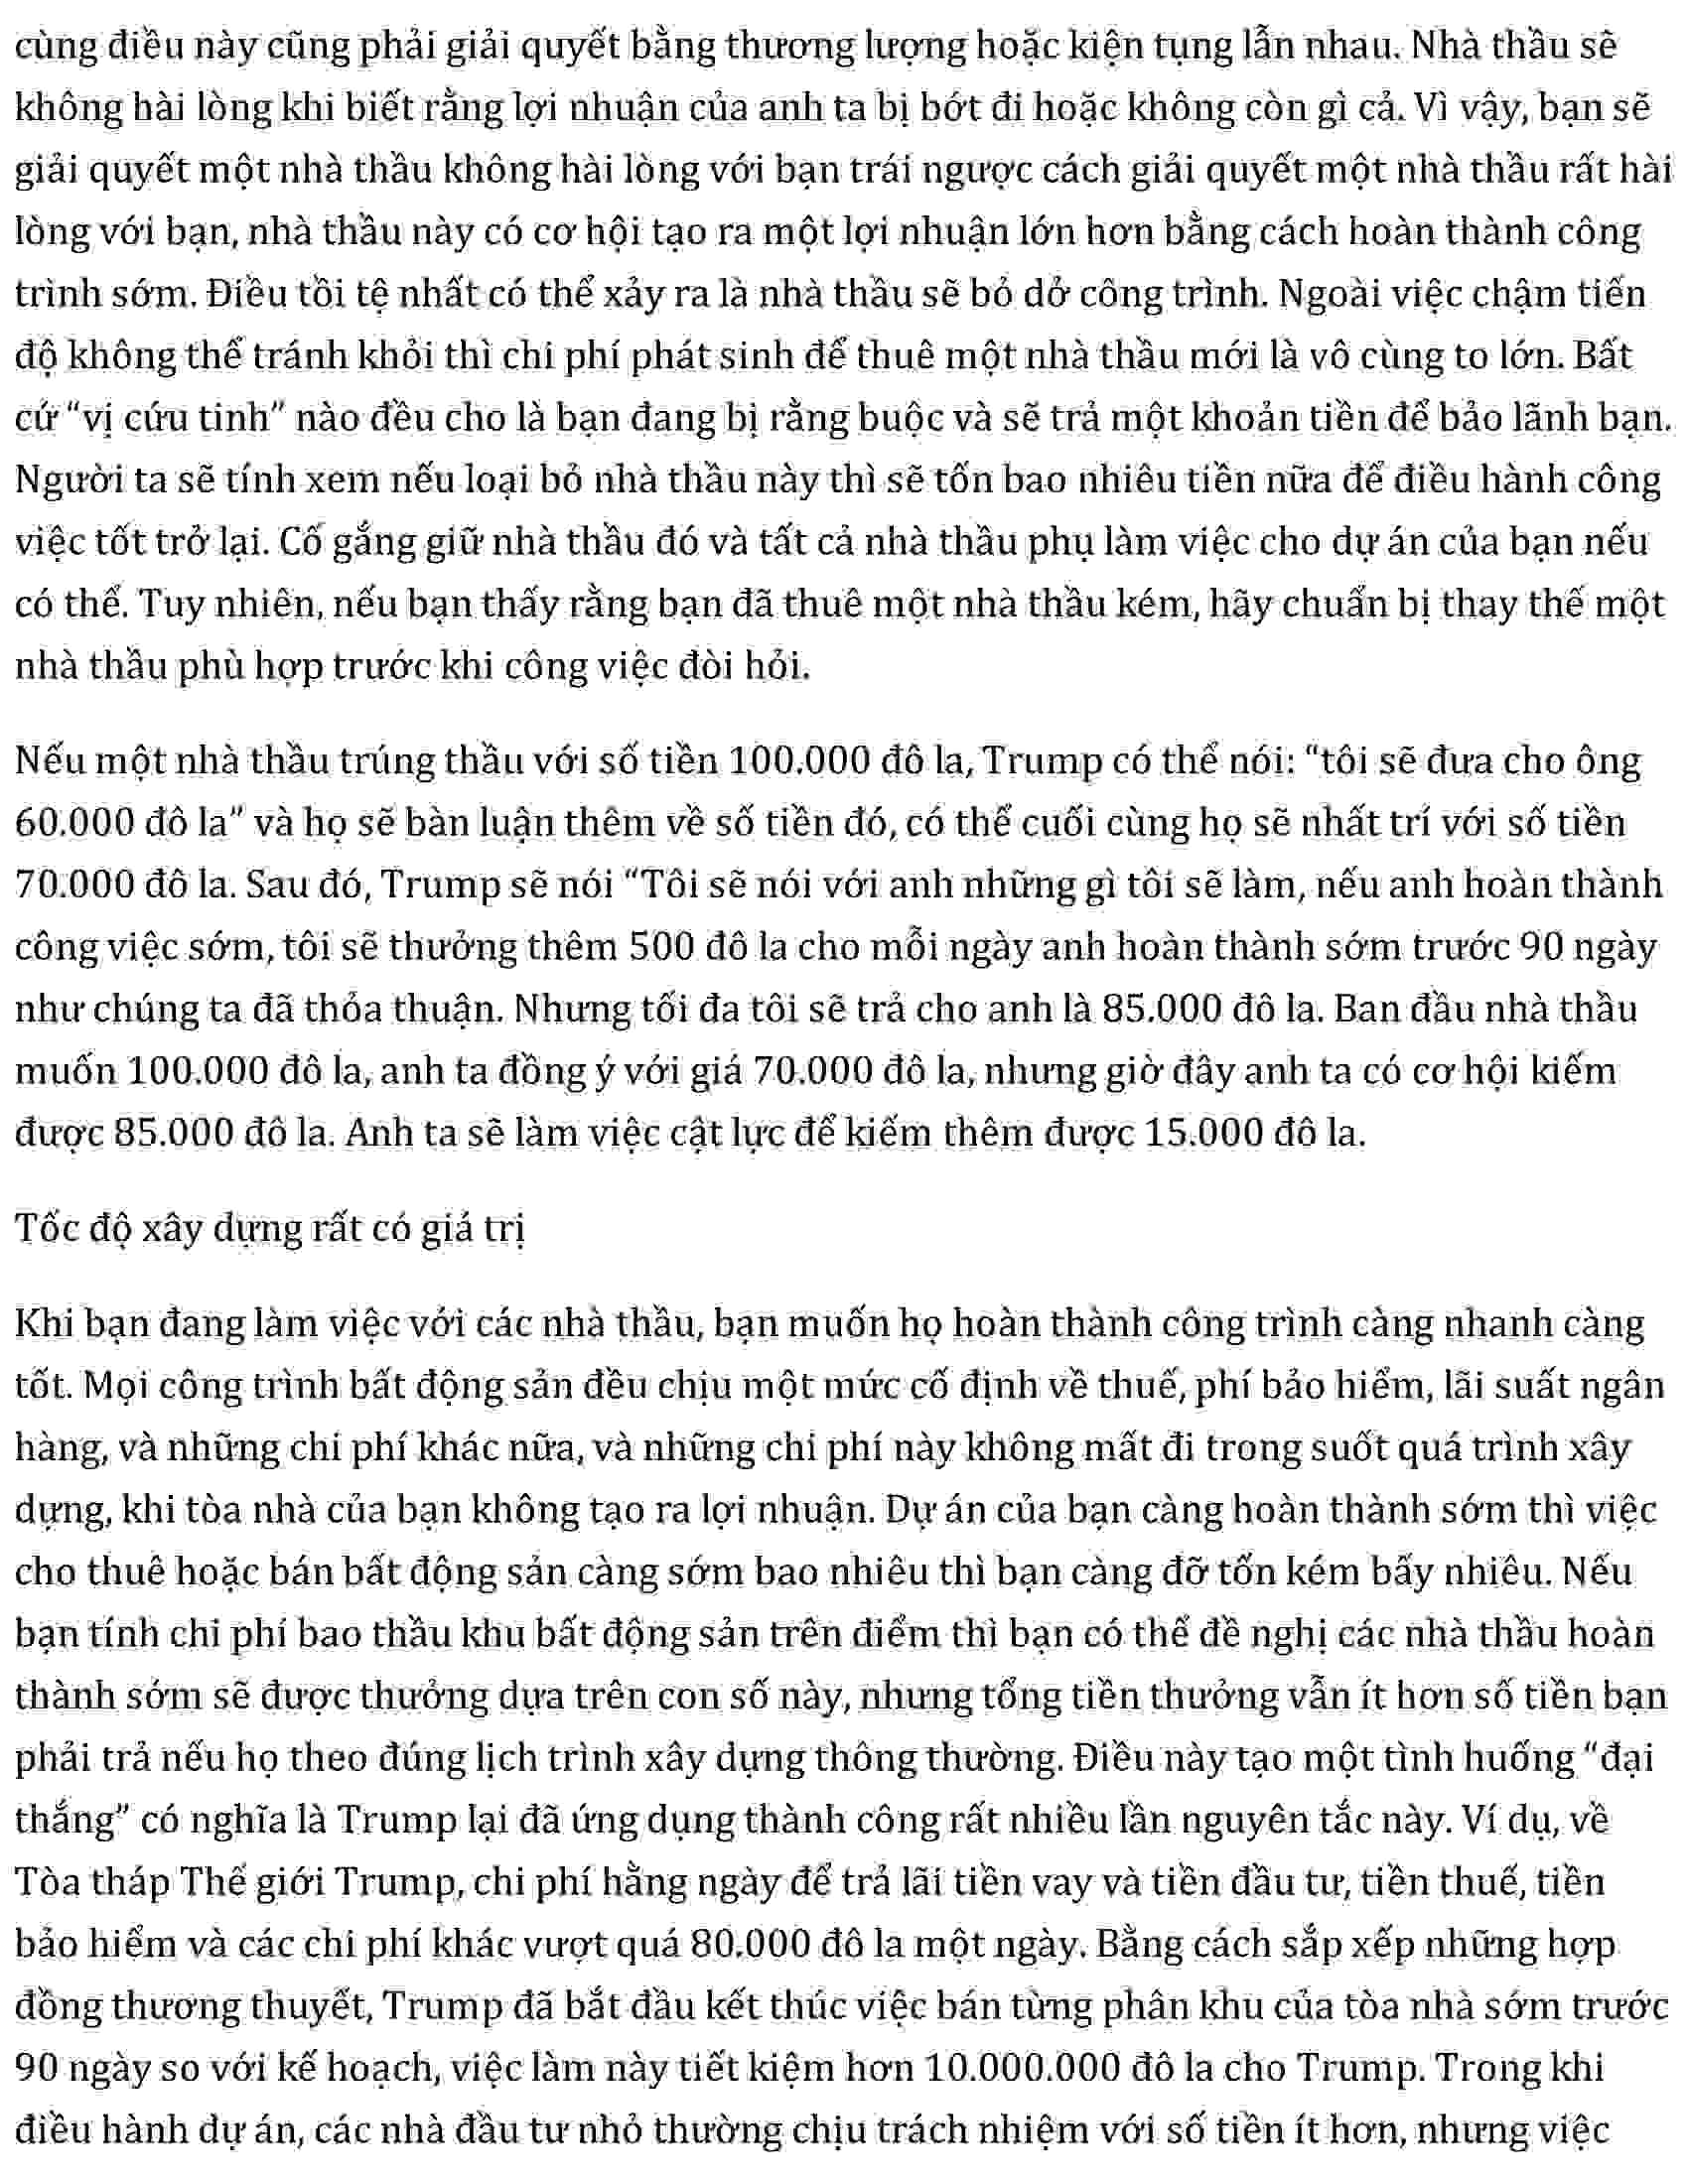 cùng điều này cũng phải giải quyết bằng thương lượng hoặc kiện tụng lẫn nhau. Nhà thầu sẽ
không hài lòng khi biết rằng lợi nhuận của anh ta bị bớt đi hoặc không còn gì cả. Vì vậy, bạn sẽ
giải quyết một nhà thầu không hài lòng với bạn trái ngược cách giải quyết một nhà thầu rất hài
lòng với bạn, nhà thầu này có cơ hội tạo ra một lợi nhuận lớn hơn bằng cách hoàn thành công
trình sớm. Điều tồi tệ nhất có thể xảy ra là nhà thầu sẽ bỏ dở công trình. Ngoài việc chậm tiến
độ không thể tránh khỏi thì chi phí phát sinh để thuê một nhà thầu mới là vô cùng to lớn. Bất
cứ “vị cứu tinh” nào đều cho là bạn đang bị rằng buộc và sẽ trả một khoản tiền để bảo lãnh bạn.
Người ta sẽ tính xem nếu loại bỏ nhà thầu này thì sẽ tốn bao nhiêu tiền nữa để điều hành công
việc tốt trở lại. Cố gắng giữ nhà thầu đó và tất cả nhà thầu phụ làm việc cho dự án của bạn nếu
có thể. Tuy nhiên, nếu bạn thấy rằng bạn đã thuê một nhà thầu kém, hãy chuẩn bị thay thế một
nhà thầu phù hợp trước khi công việc đòi hỏi.
Nếu một nhà thầu trúng thầu với số tiền 100.000 đô la, Trump có thể nói: “tôi sẽ đưa cho ông
60.000 đô la” và họ sẽ bàn luận thêm về số tiền đó, có thể cuối cùng họ sẽ nhất trí với số tiền
70.000 đô la. Sau đó, Trump sẽ nói “Tôi sẽ nói với anh những gì tôi sẽ làm, nếu anh hoàn thành
công việc sớm, tôi sẽ thưởng thêm 500 đô la cho mỗi ngày anh hoàn thành sớm trước 90 ngày
như chúng ta đã thỏa thuận. Nhưng tối đa tôi sẽ trả cho anh là 85.000 đô la. Ban đầu nhà thầu
muốn 100.000 đô la, anh ta đồng ý với giá 70.000 đô la, nhưng giờ đây anh ta có cơ hội kiếm
được 85.000 đô la. Anh ta sẽ làm việc cật lực để kiếm thêm được 15.000 đô la.
Tốc độ xây dựng rất có giá trị
Khi bạn đang làm việc với các nhà thầu, bạn muốn họ hoàn thành công trình càng nhanh càng
tốt. Mọi công trình bất động sản đều chịu một mức cố định về thuế, phí bảo hiểm, lãi suất ngân
hàng, và những chi phí khác nữa, và những chi phí này không mất đi trong suốt quá trình xây
dựng, khi tòa nhà của bạn không tạo ra lợi nhuận. Dự án của bạn càng hoàn thành sớm thì việc
cho thuê hoặc bán bất động sản càng sớm bao nhiêu thì bạn càng đỡ tốn kém bấy nhiêu. Nếu
bạn tính chi phí bao thầu khu bất động sản trên điểm thì bạn có thể đề nghị các nhà thầu hoàn
thành sớm sẽ được thưởng dựa trên con số này, nhưng tổng tiền thưởng vẫn ít hơn số tiền bạn
phải trả nếu họ theo đúng lịch trình xây dựng thông thường. Điều này tạo một tình huống “đại
thắng” có nghĩa là Trump lại đã ứng dụng thành công rất nhiều lần nguyên tắc này. Ví dụ, về
Tòa tháp Thế giới Trump, chi phí hằng ngày để trả lãi tiền vay và tiền đầu tư, tiền thuế, tiền
bảo hiểm và các chi phí khác vượt quá 80.000 đô la một ngày. Bằng cách sắp xếp những hợp
đồng thương thuyết, Trump đã bắt đầu kết thúc việc bán từng phân khu của tòa nhà sớm trước
90 ngày so với kế hoạch, việc làm này tiết kiệm hơn 10.000.000 đô la cho Trump. Trong khi
điều hành dự án, các nhà đầu tư nhỏ thường chịu trách nhiệm với số tiền ít hơn, nhưng việc